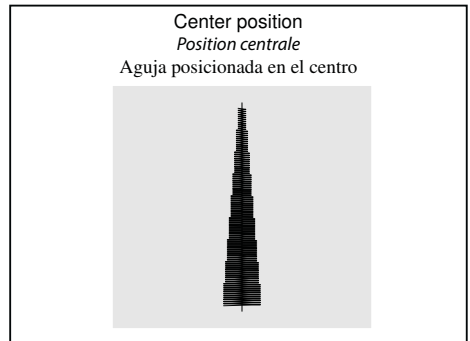 Center position
Position centrale
Aguja posicionada en el centro